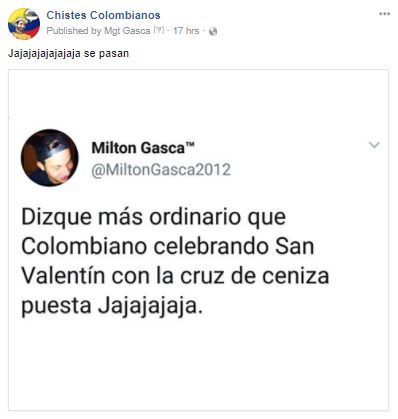 Chistes Colombianos
Published by Mgt Gasca [?] · 17 hrs ·
Jajajajajajajaja se pasan
Milton Gasca™
@MiltonGasca2012
Dizque más ordinario que
Colombiano celebrando San
Valentín con la cruz de ceniza
puesta Jajajajaja.